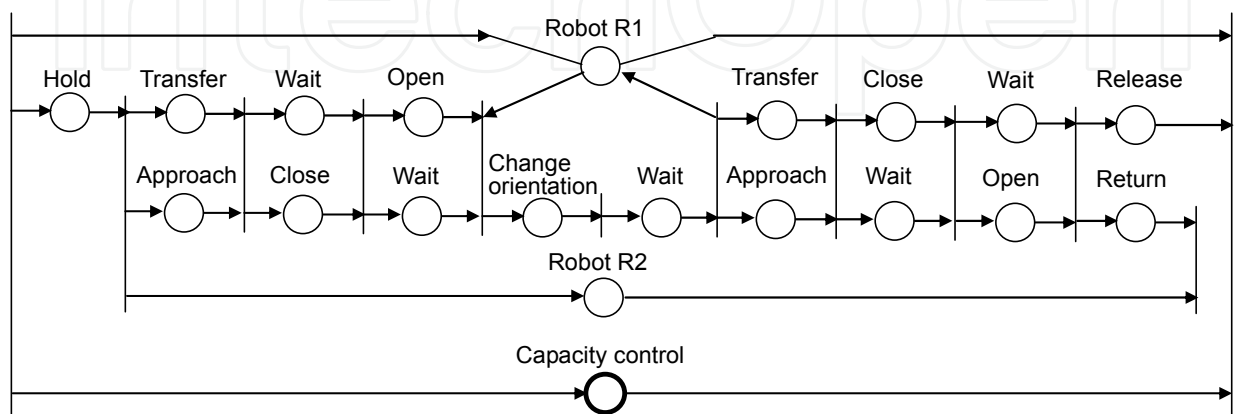 IntechOpen
Robot R1
Hold Transfer Wait Open Transfer Close Wait Release
Approach Close Wait Change orientation Wait Approach Wait Open Return
Robot R2
Capacity control